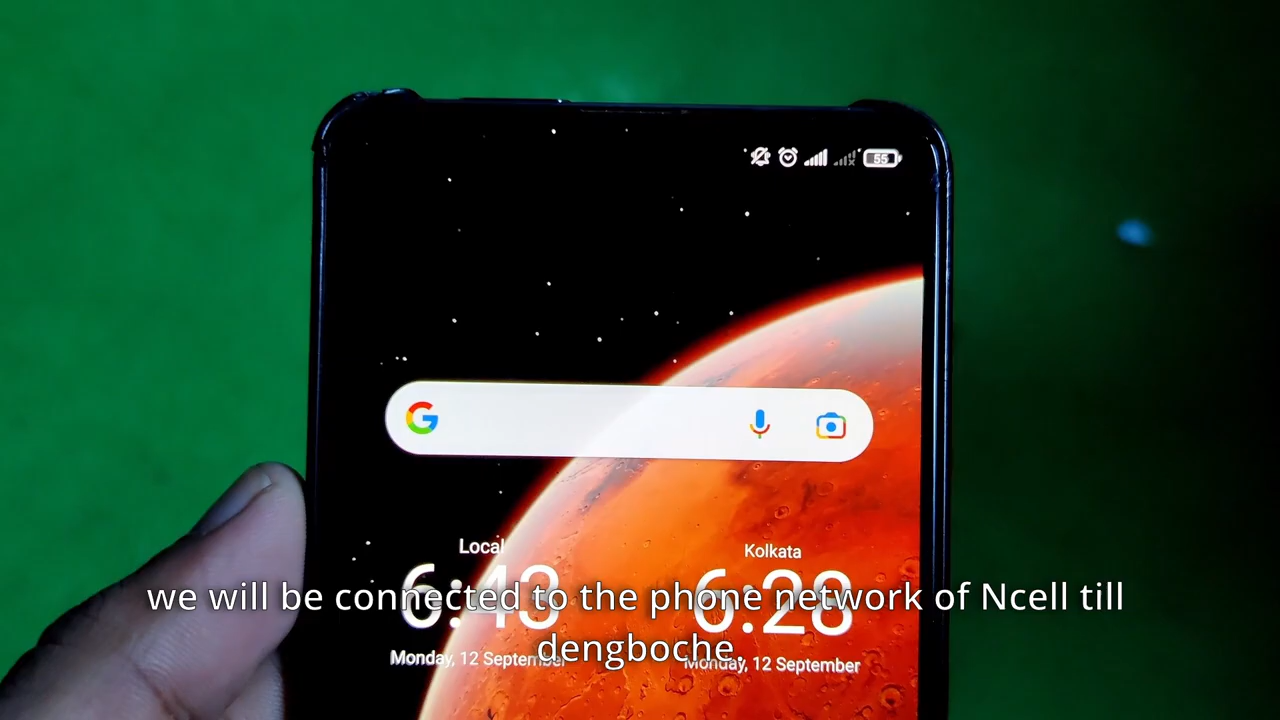 55
Local
Kolkata
6:43
6:28
Monday, 12 September
Monday, 12 September
we will be connected to the phone network of Ncell till
dengboche.